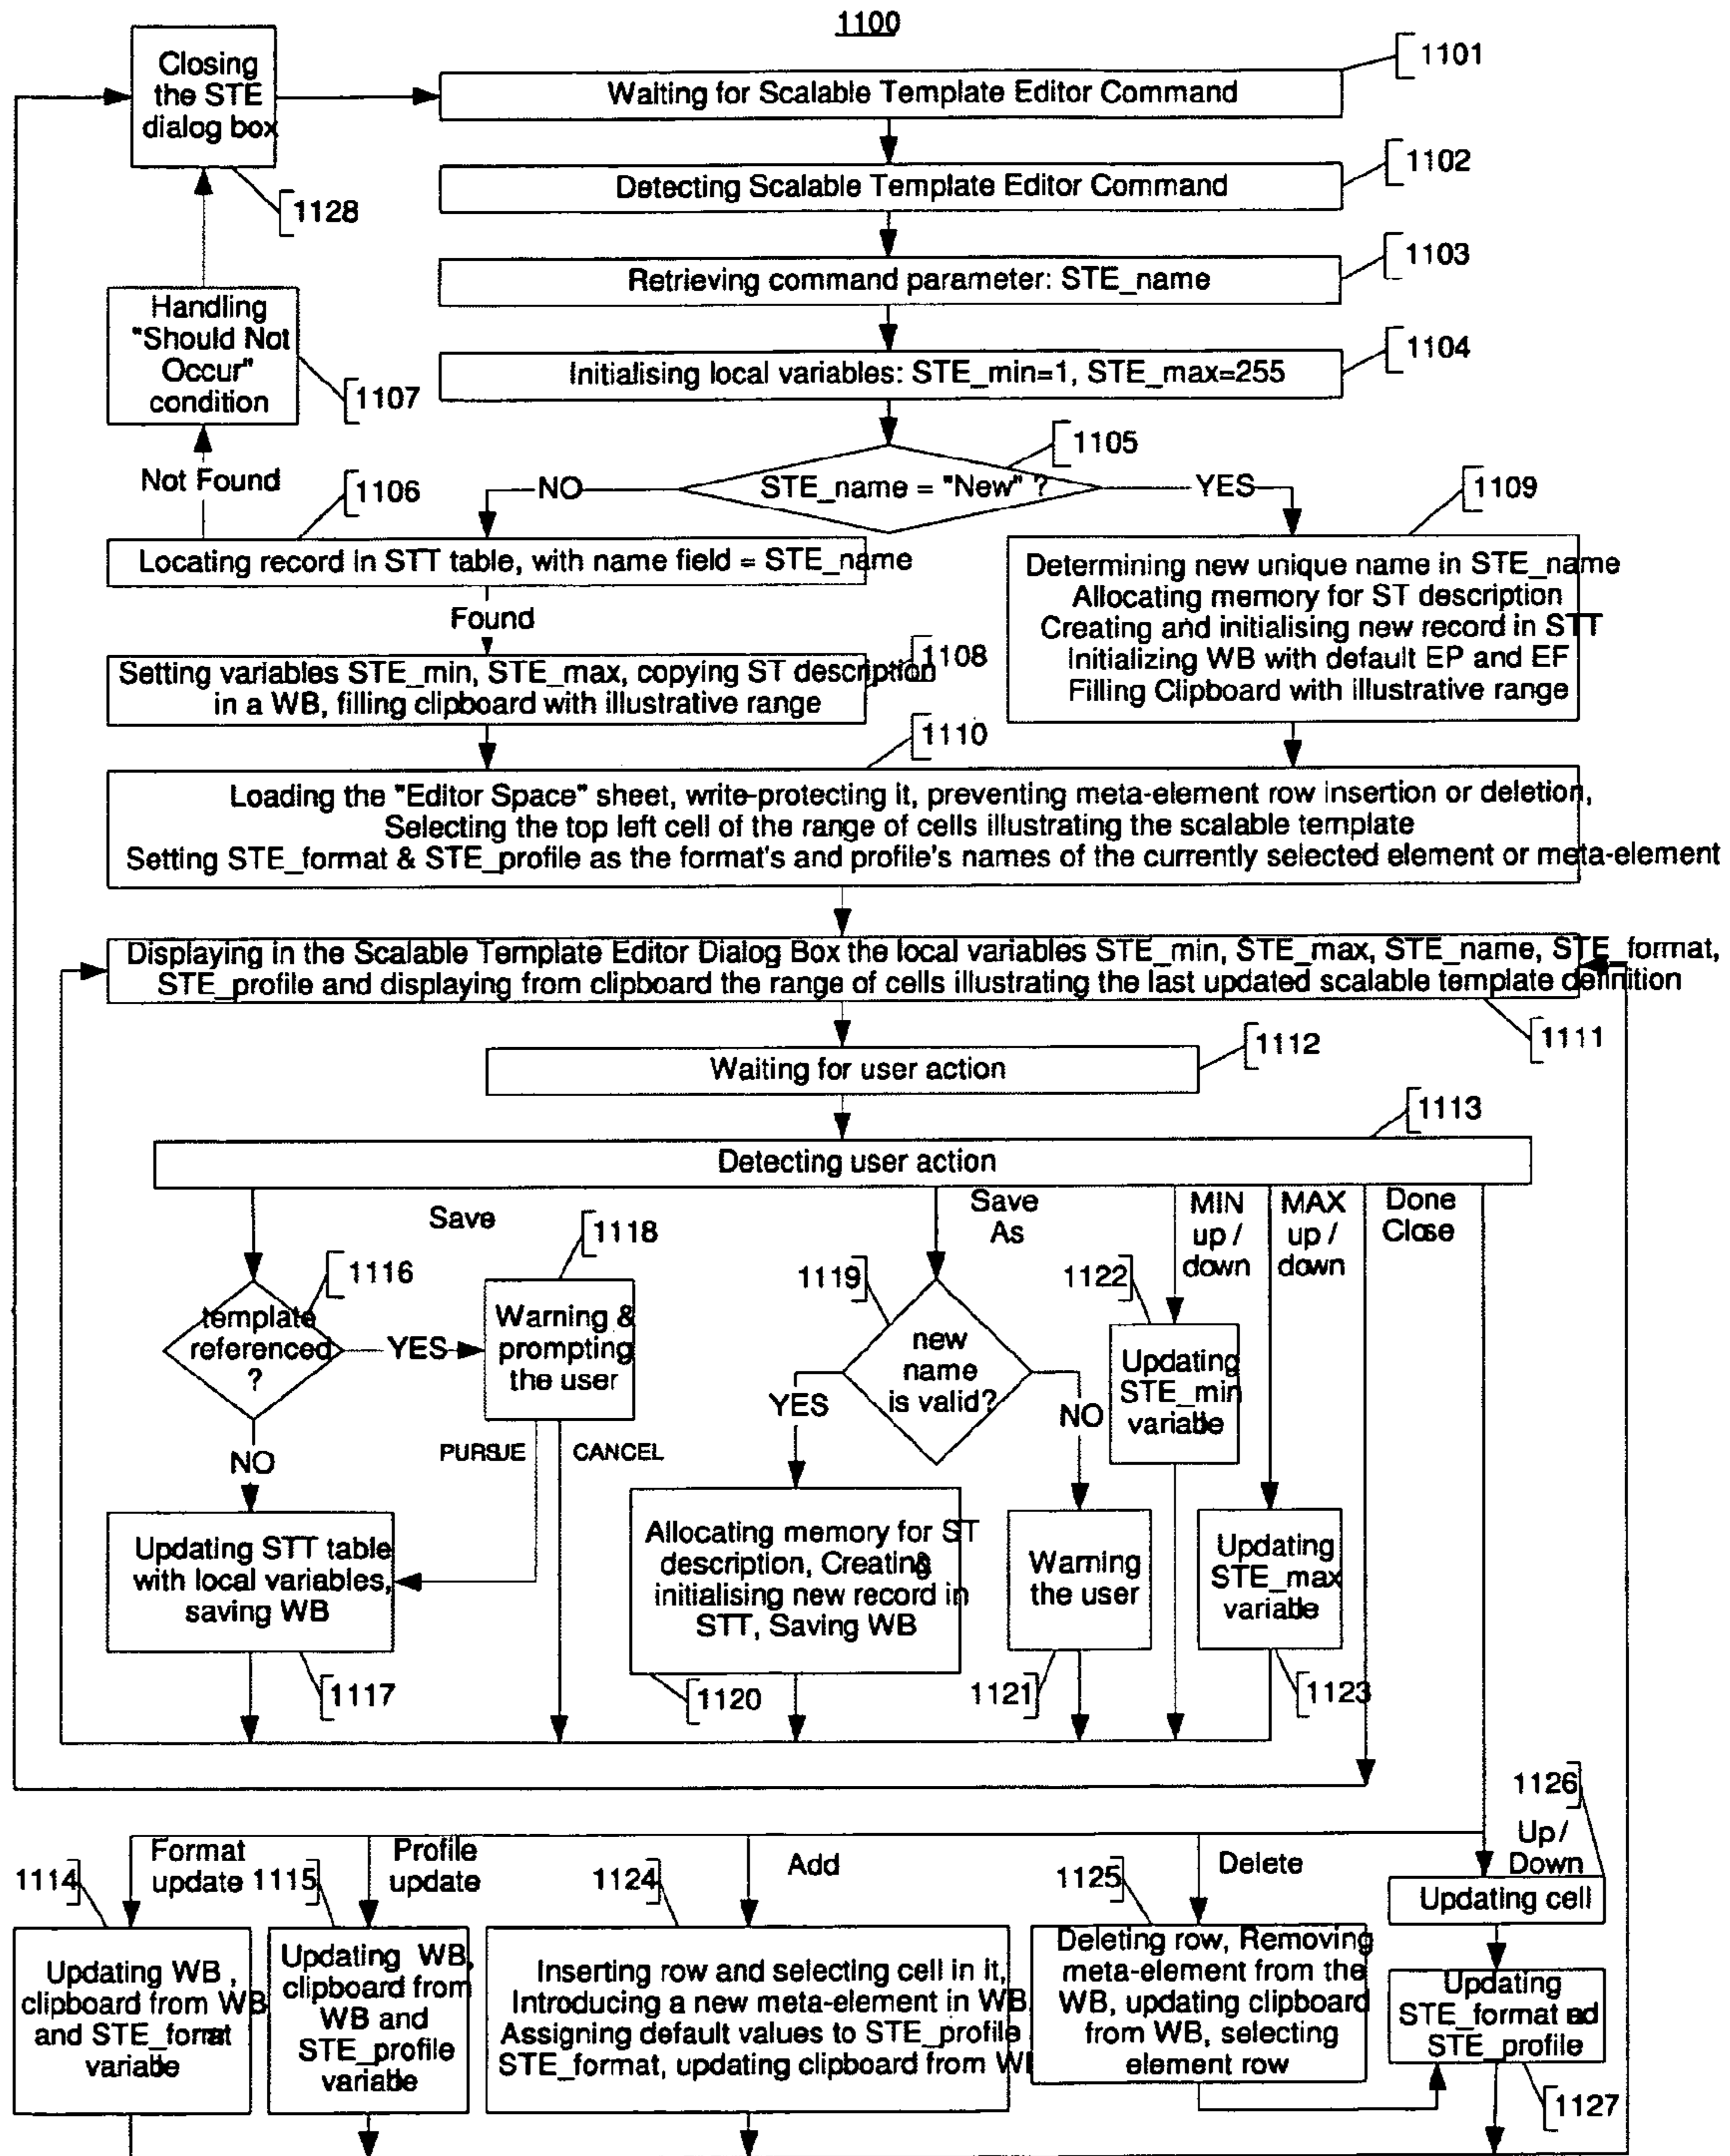 1100
Closing
the STE
dialog box
1128
Waiting for Scalable Template Editor Command
1101
Detecting Scalable Template Editor Command
1102
Retrieving command parameter: STE_name
1103
Initialising local variables: STE_min=1, STE_max=255
1104
Handling
"Should Not
Occur"
condition
1107
Not Found
1106
NO
STE_name = "New" ?
1105
YES
1109
Locating record in STT table, with name field = STE_name
Found
Determining new unique name in STE_name
Allocating memory for ST description
Creating and initialising new record in STT
Initializing WB with default EP and EF
Filling Clipboard with illustrative range
Setting variables STE_min, STE_max, copying ST description
in a WB, filling clipboard with illustrative range
1108
1110
Loading the "Editor Space" sheet, write-protecting it, preventing meta-element row insertion or deletion,
Selecting the top left cell of the range of cells illustrating the scalable template
Setting STE_format & STE_profile as the format's and profile's names of the currently selected element or meta-element
Displaying in the Scalable Template Editor Dialog Box the local variables STE_min, STE_max, STE_name, STE_format,
STE_profile and displaying from clipboard the range of cells illustrating the last updated scalable template definition
1111
Waiting for user action
1112
1113
Detecting user action
Save
Save
As
MIN
up /
down
MAX
up /
down
Done
Close
template
referenced
?
1116
YES
NO
Warning &
prompting
the user
1118
PURSUE
CANCEL
1119
new
name
is valid?
YES
NO
1122
Updating
STE_min
variable
Updating STT table
with local variables,
saving WB
1117
Allocating memory for ST
description, Creating&
initialising new record in
STT, Saving WB
1120
Warning
the user
1121
Updating
STE_max
variable
1123
1126
Up/
Down
Format
update
Profile
update
Add
Delete
1114
1115
1124
1125
Updating cell
Updating WB ,
clipboard from WB
and STE_format
variable
Updating WB,
clipboard from
WB and
STE_profile
variable
Inserting row and selecting cell in it,
Introducing a new meta-element in WB
Assigning default values to STE_profile
STE_format, updating clipboard from WB
Deleting row, Removing
meta-element from the
WB, updating clipboard
from WB, selecting
element row
Updating
STE_format and
STE_profile
1127